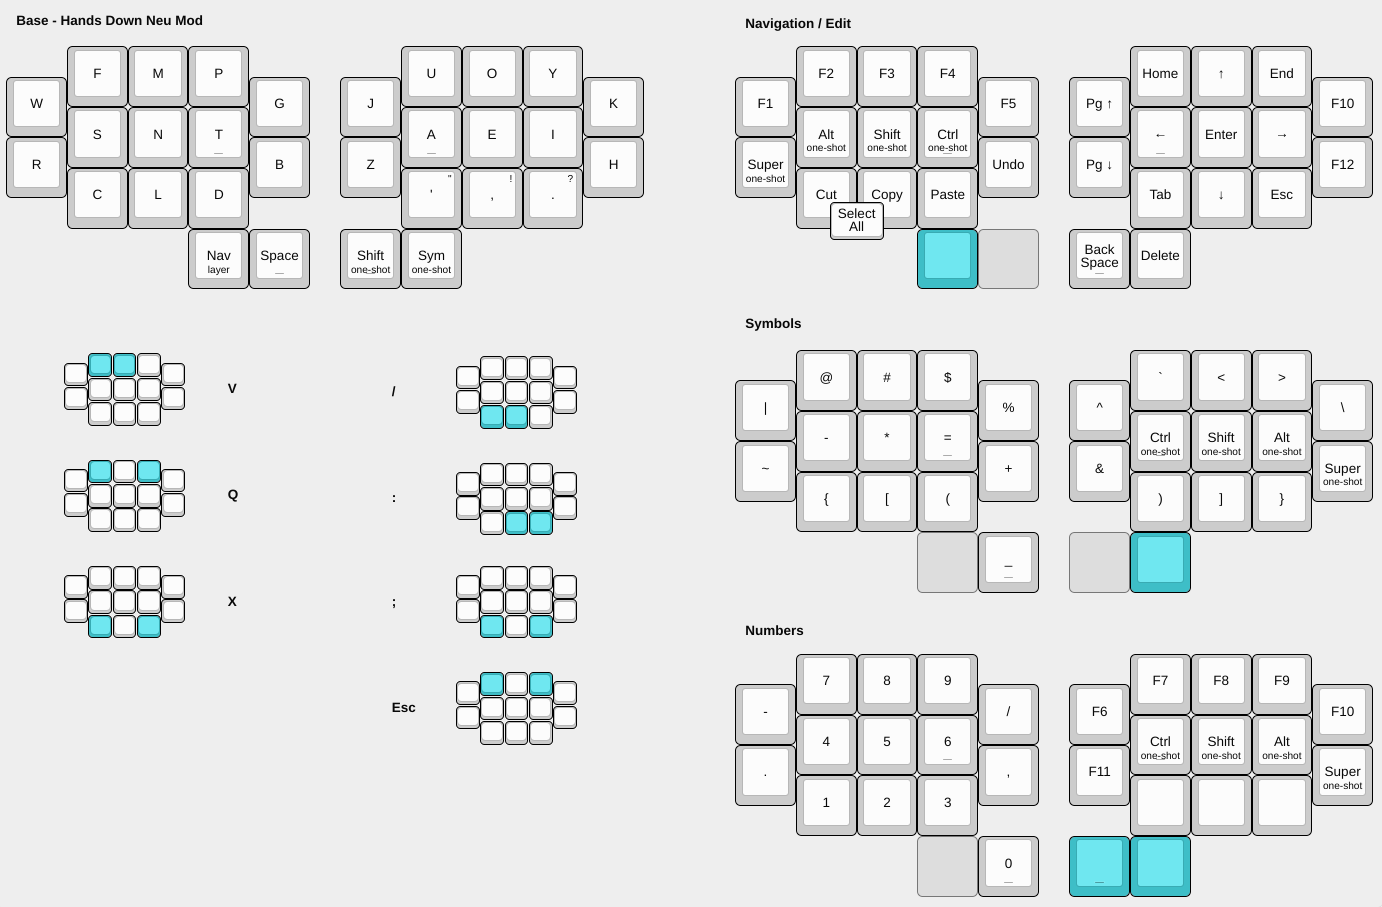 Base - Hands Down Neu Mod
F M P
W G
S N T
_
R B
C L D
Nav
layer
Space
_
U O Y
J K
A E I
_
Z H
" ! ?
' , .
Shift
one-shot
Sym
one-shot
V
Q
X
/
:
;
Esc
Navigation / Edit
F2 F3 F4
F1 F5
Alt Shift Ctrl
one-shot one-shot one-shot
Super
one-shot
Undo
Cut Copy Paste
Select
All
Home ↑ End
Pg ↑ F10
← Enter →
_
Pg ↓ F12
Tab ↓ Esc
Back
Space
_
Delete
Symbols
@ # $
| %
- * =
_
~ +
{ [ (
_
_
` < >
^ \
Ctrl Shift Alt
one-shot one-shot one-shot
& Super
one-shot
) ] }
Numbers
7 8 9
- /
4 5 6
_
. ,
1 2 3
0
_
F7 F8 F9
F6 F10
Ctrl Shift Alt
one-shot one-shot one-shot
F11 Super
one-shot
_